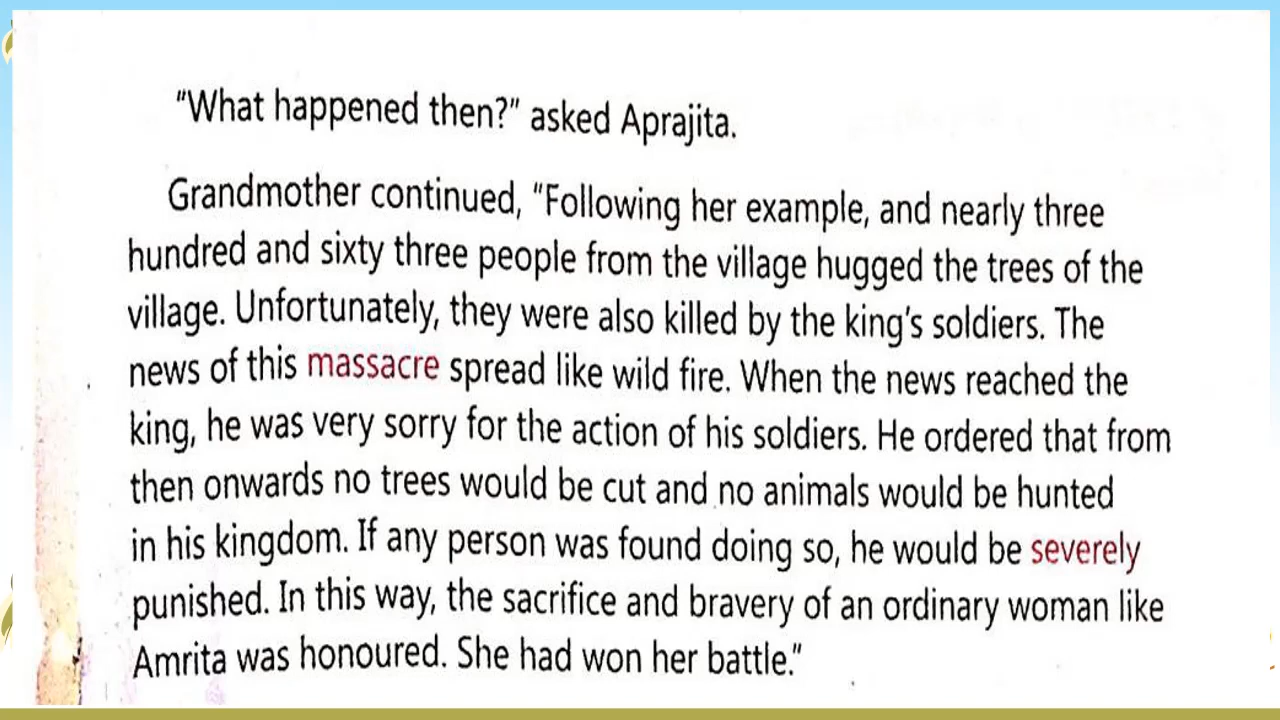 “What happened then?” asked Aprajita.
Grandmother continued, “Following her example, and nearly three
hundred and sixty three people from the village hugged the trees of the
village. Unfortunately, they were also killed by the king’s soldiers. The
news of this massacre spread like wild fire. When the news reached the
king, he was very sorry for the action of his soldiers. He ordered that from
then onwards no trees would be cut and no animals would be hunted
in his kingdom. If any person was found doing so, he would be severely
punished. In this way, the sacrifice and bravery of an ordinary woman like
Amrita was honoured. She had won her battle.”